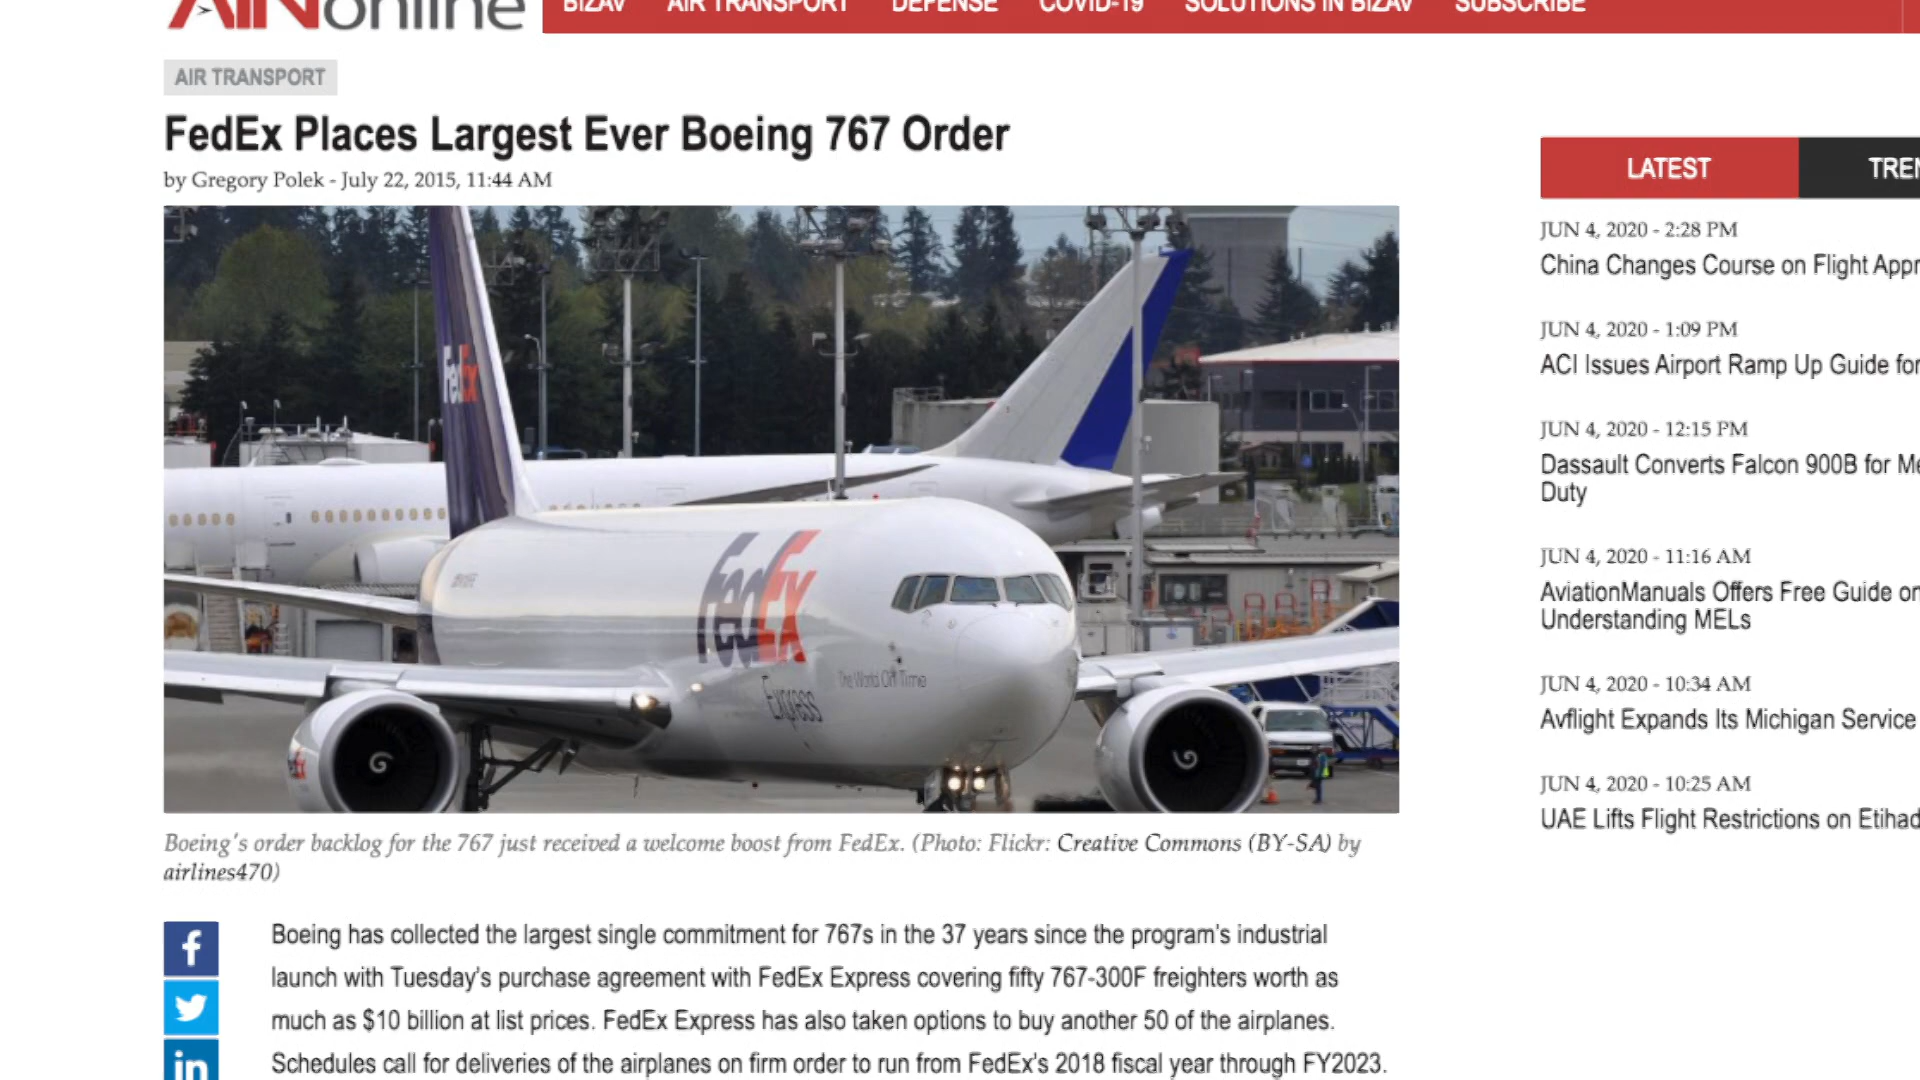 AINonline
BIZAV AIR TRANSPORT DEFENSE COVID-19 SOLUTIONS IN BIZAV SUBSCRIBE
AIR TRANSPORT
FedEx Places Largest Ever Boeing 767 Order
by Gregory Polek - July 22, 2015, 11:44 AM
FedEx
FedEx
Express
The World On Time
Boeing's order backlog for the 767 just received a welcome boost from FedEx. (Photo: Flickr: Creative Commons (BY-SA) by
airlines470)
Boeing has collected the largest single commitment for 767s in the 37 years since the program's industrial
launch with Tuesday's purchase agreement with FedEx Express covering fifty 767-300F freighters worth as
much as $10 billion at list prices. FedEx Express has also taken options to buy another 50 of the airplanes.
Schedules call for deliveries of the airplanes on firm order to run from FedEx's 2018 fiscal year through FY2023.
LATEST
JUN 4, 2020 - 2:28 PM
China Changes Course on Flight
JUN 4, 2020 - 1:09 PM
ACI Issues Airport Ramp Up Guide for
JUN 4, 2020 - 12:15 PM
Dassault Converts Falcon 900B for
Duty
JUN 4, 2020 - 11:16 AM
AviationManuals Offers Free Guide on
Understanding MELs
JUN 4, 2020 - 10:34 AM
Avflight Expands Its Michigan Service
JUN 4, 2020 - 10:25 AM
UAE Lifts Flight Restrictions on Etihad